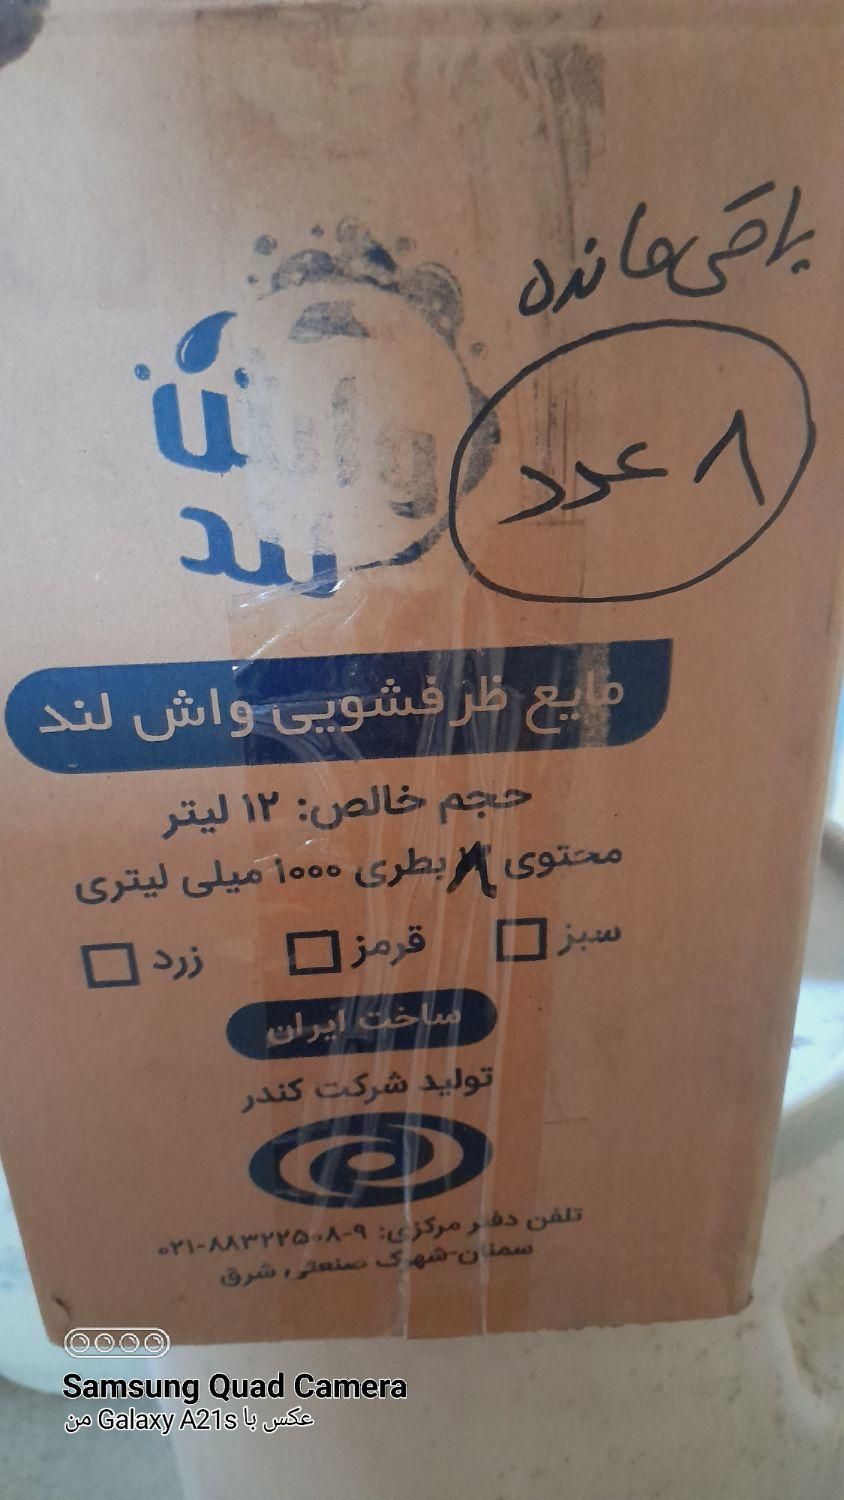 باقی مانده
۸ عدد
واش
لند
مایع ظرفشویی واش لند
حجم خالص: ۱۲ لیتر
محتوی ۸ بطری ۱۰۰۰ میلی لیتری
سبز قرمز زرد
ساخت ایران
تولید شرکت کندر
تلفن دفتر مرکزی: ۹-۸۸۳۲۲۵۰۸-۰۲۱
سمنان-شهرک صنعتی شرق
Samsung Quad Camera
عکس با Galaxy A21s من